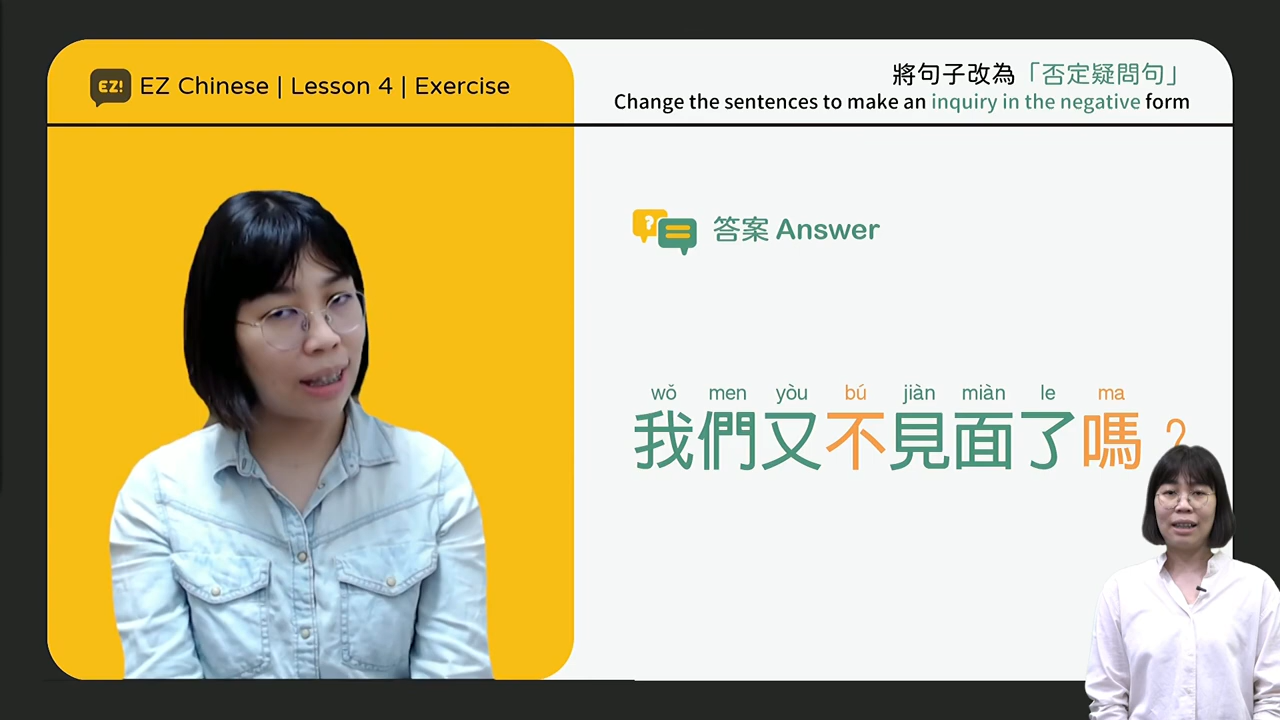 EZ! EZ Chinese | Lesson 4 | Exercise
將句子改為「否定疑問句」
Change the sentences to make an inquiry in the negative form
? 答案 Answer
wǒ men yòu bú jiàn miàn le ma
我們又不見面了嗎？